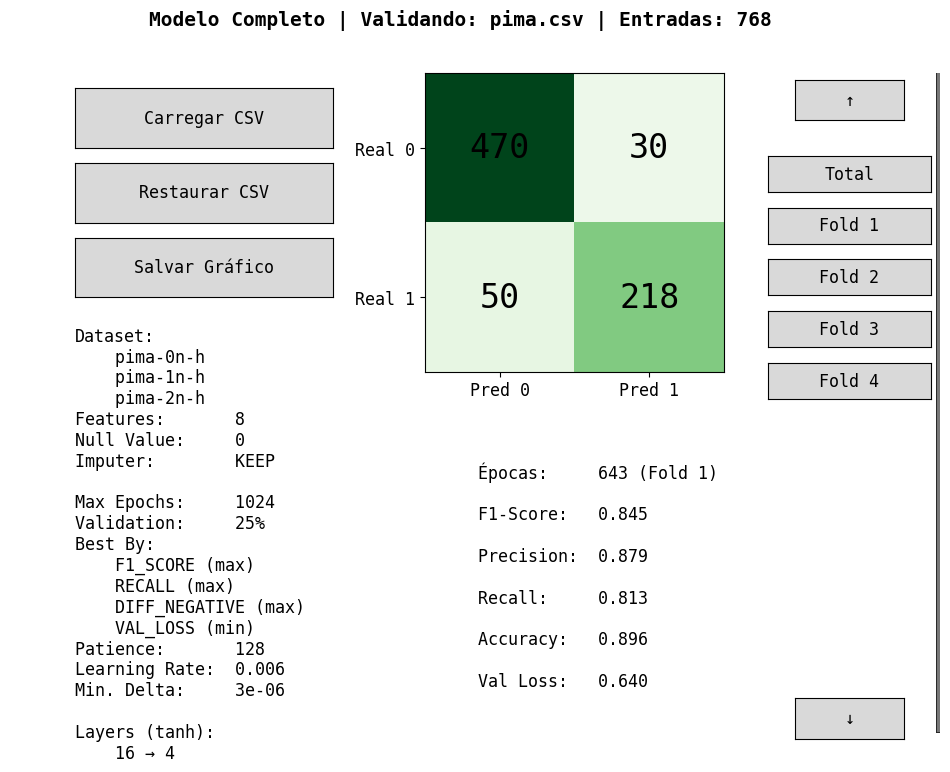 Modelo Completo | Validando: pima.csv | Entradas: 768
Carregar CSV
Restaurar CSV
Salvar Gráfico
Dataset:
    pima-0n-h
    pima-1n-h
    pima-2n-h
Features:       8
Null Value:     0
Imputer:        KEEP
Max Epochs:     1024
Validation:     25%
Best By:
    F1_SCORE (max)
    RECALL (max)
    DIFF_NEGATIVE (max)
    VAL_LOSS (min)
Patience:       128
Learning Rate:  0.006
Min. Delta:     3e-06
Layers (tanh):
    16 → 4
Real 0 470 30
Real 1 50 218
Pred 0 Pred 1
Épocas:     643 (Fold 1)
F1-Score:   0.845
Precision:  0.879
Recall:     0.813
Accuracy:   0.896
Val Loss:   0.640
↑
Total
Fold 1
Fold 2
Fold 3
Fold 4
↓